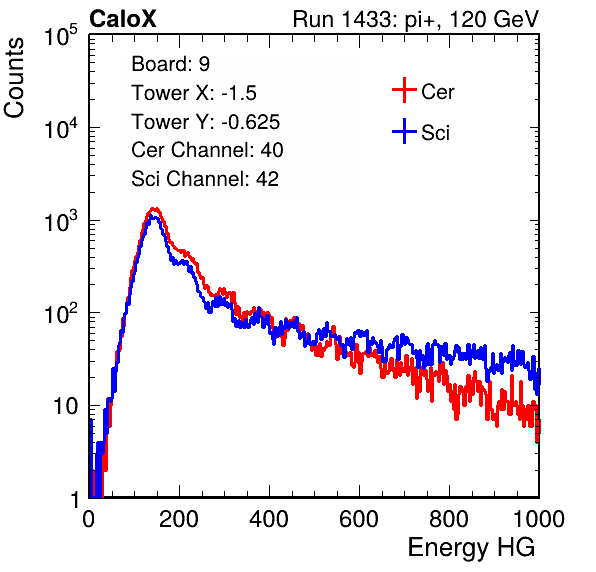 CaloX Run 1433: pi+, 120 GeV
Counts
Board: 9
Tower X: -1.5
Tower Y: -0.625
Cer Channel: 40
Sci Channel: 42
Cer
Sci
10^5
10^4
10^3
10^2
10
1
0 200 400 600 800 1000
Energy HG